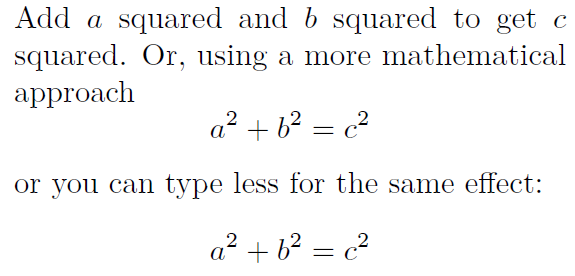 Add a squared and b squared to get c
squared. Or, using a more mathematical
approach
a² + b² = c²
or you can type less for the same effect:
a² + b² = c²